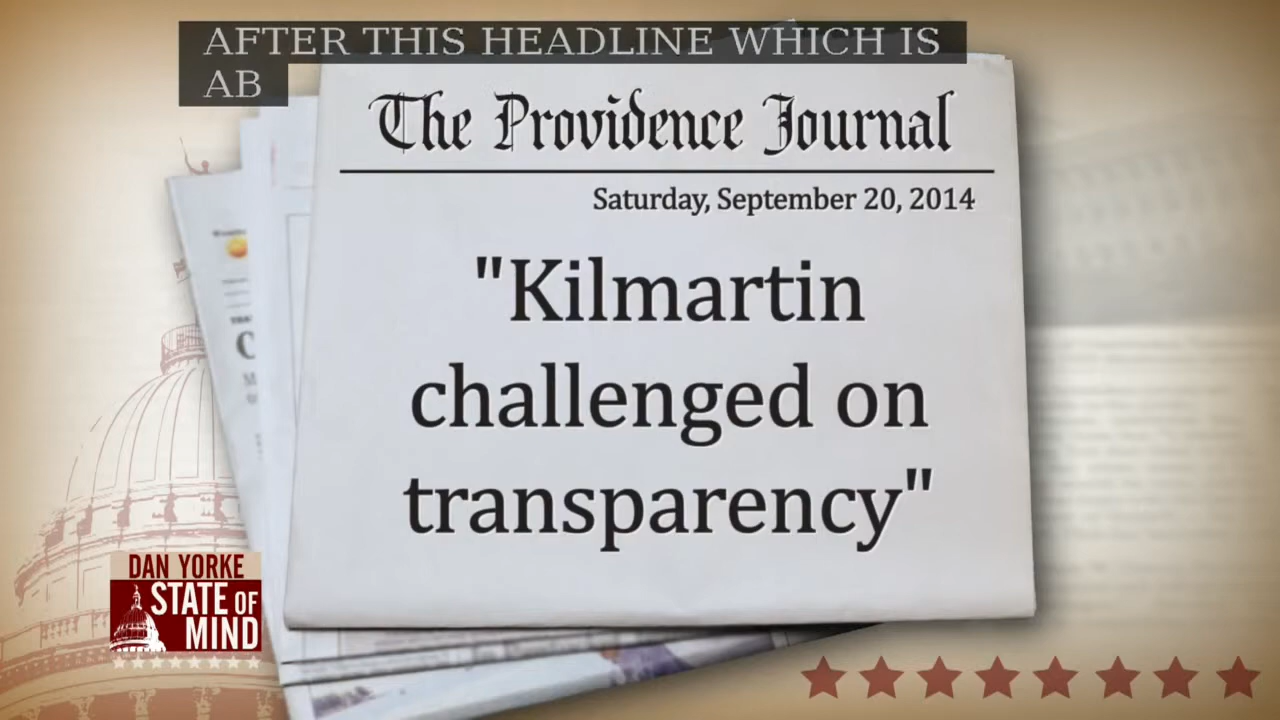 AFTER THIS HEADLINE WHICH IS
AB
The Providence Journal
Saturday, September 20, 2014
"Kilmartin
challenged on
transparency"
DAN YORKE
STATE OF
MIND